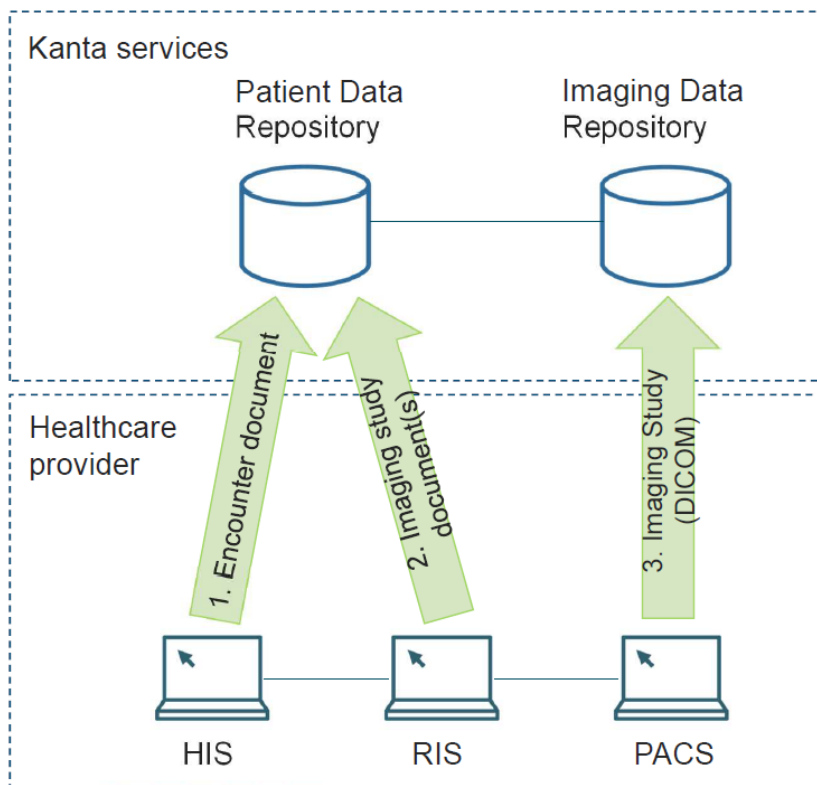 Kanta services
Patient Data
Repository
Imaging Data
Repository
1. Encounter document
2. Imaging study
document(s)
3. Imaging Study
(DICOM)
Healthcare
provider
HIS
RIS
PACS